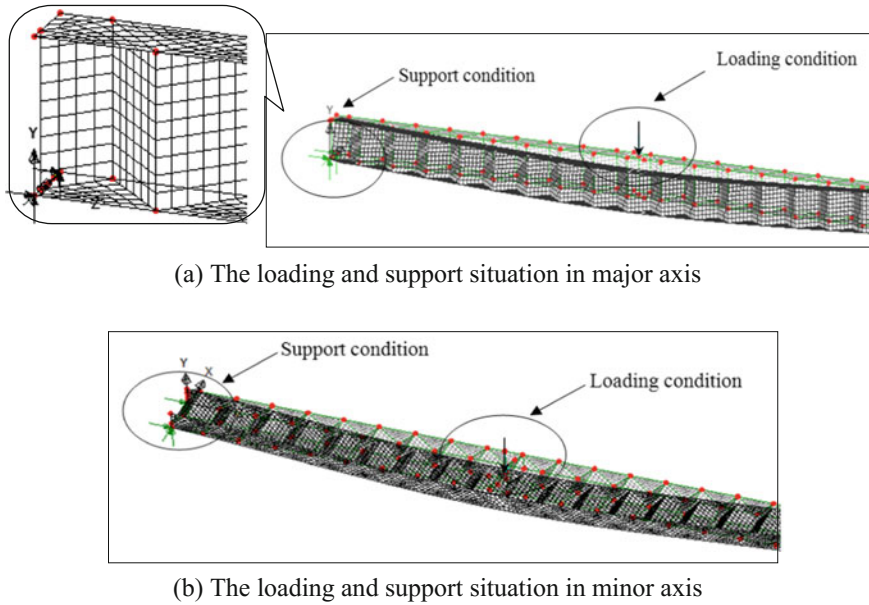 Support condition
Loading condition
Y
Y
X
Z
(a) The loading and support situation in major axis
Support condition
Y
X
Loading condition
(b) The loading and support situation in minor axis